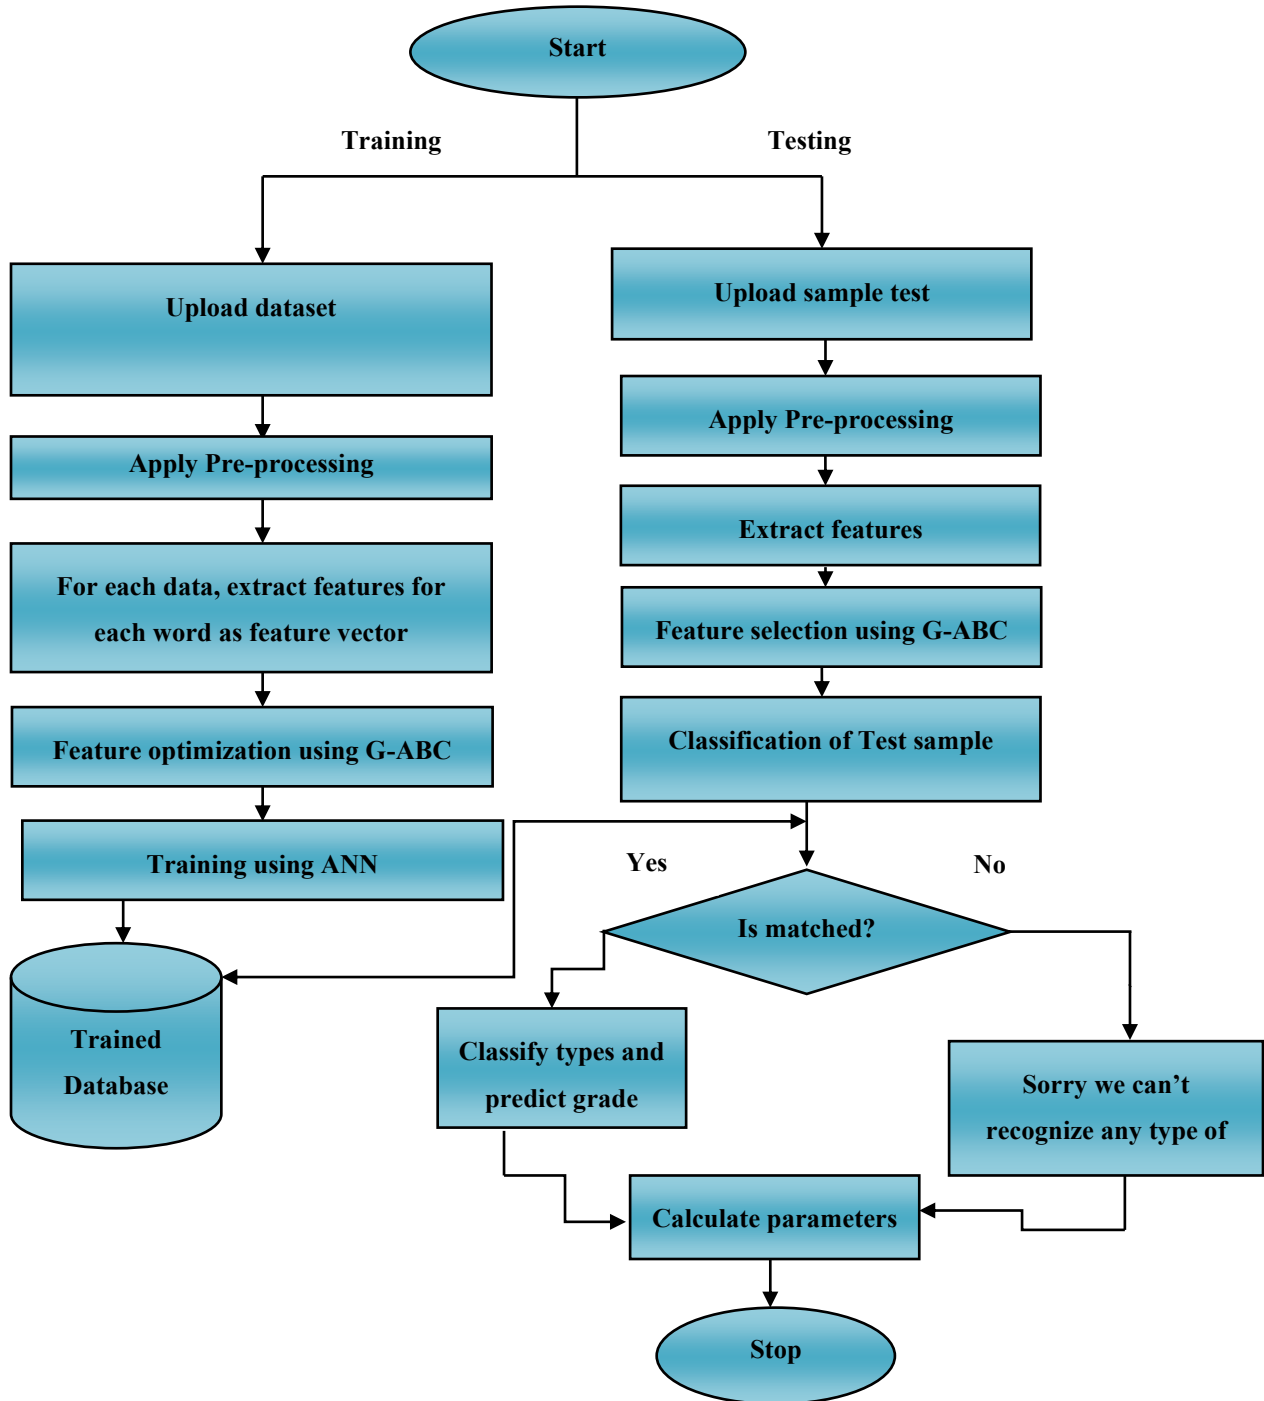 Start
Training
Testing
Upload dataset
Apply Pre-processing
For each data, extract features for
each word as feature vector
Feature optimization using G-ABC
Training using ANN
Trained
Database
Upload sample test
Apply Pre-processing
Extract features
Feature selection using G-ABC
Classification of Test sample
Yes
No
Is matched?
Classify types and
predict grade
Sorry we can’t
recognize any type of
Calculate parameters
Stop